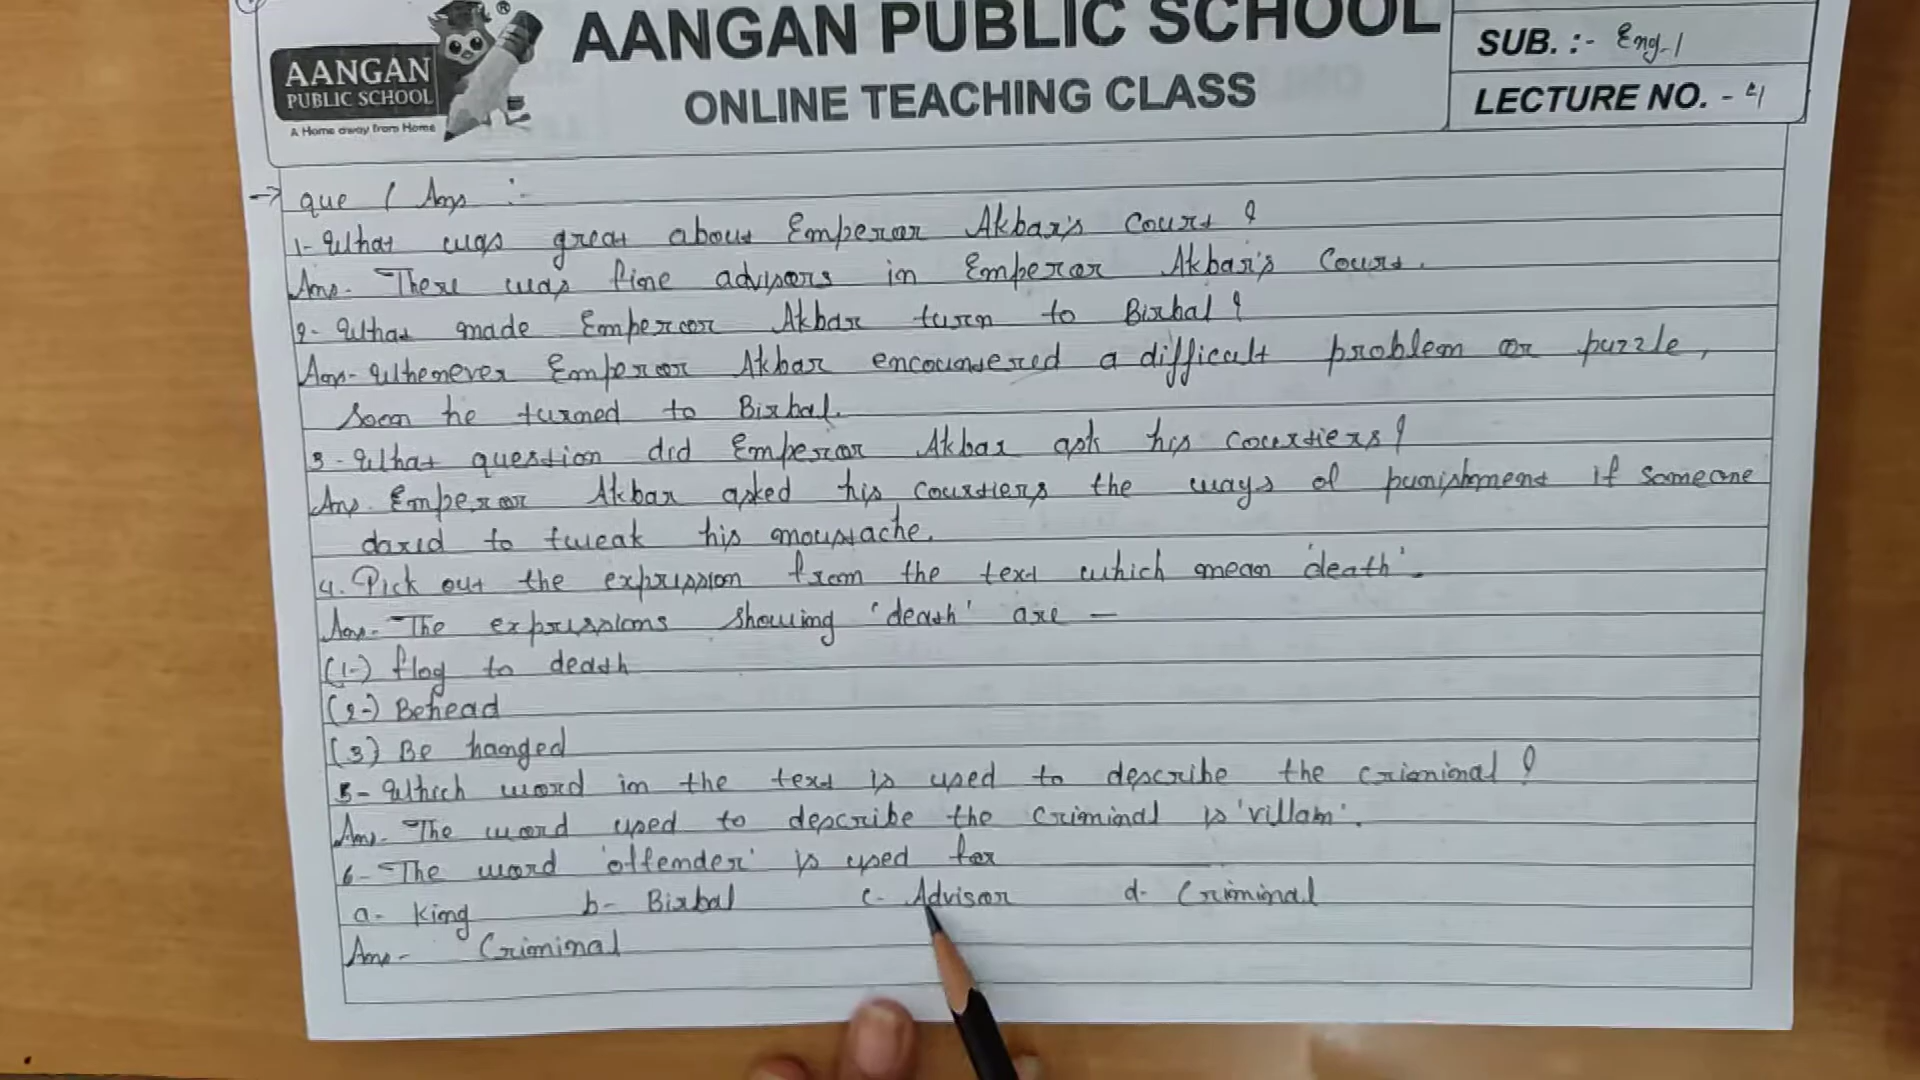 AANGAN PUBLIC SCHOOL
ONLINE TEACHING CLASS
AANGAN
PUBLIC SCHOOL
A Home away from Home
®
SUB. :- Eng-1
LECTURE NO. - 4
→ que / Ans :-
1- What was great about Emperor Akbar's Court ?
Ans. There was fine advisors in Emperor Akbar's Court.
2- What made Emperor Akbar turn to Birbal ?
Ans- Whenever Emperor Akbar encountered a difficult problem or puzzle,
soon he turned to Birbal.
3- What question did Emperor Akbar ask his courtiers ?
Ans. Emperor Akbar asked his courtiers the ways of punishment if someone
dared to tweak his moustache.
4. Pick out the expression from the text which mean 'death'.
Ans- The expressions showing 'death' are —
(1-) flog to death
(2-) Behead
(3) Be hanged
5- Which word in the text is used to describe the criminal ?
Ans. The word used to describe the criminal is 'villain'.
6- The word 'offender' is used for
a- King b- Birbal c- Advisor d- Criminal
Ans- Criminal